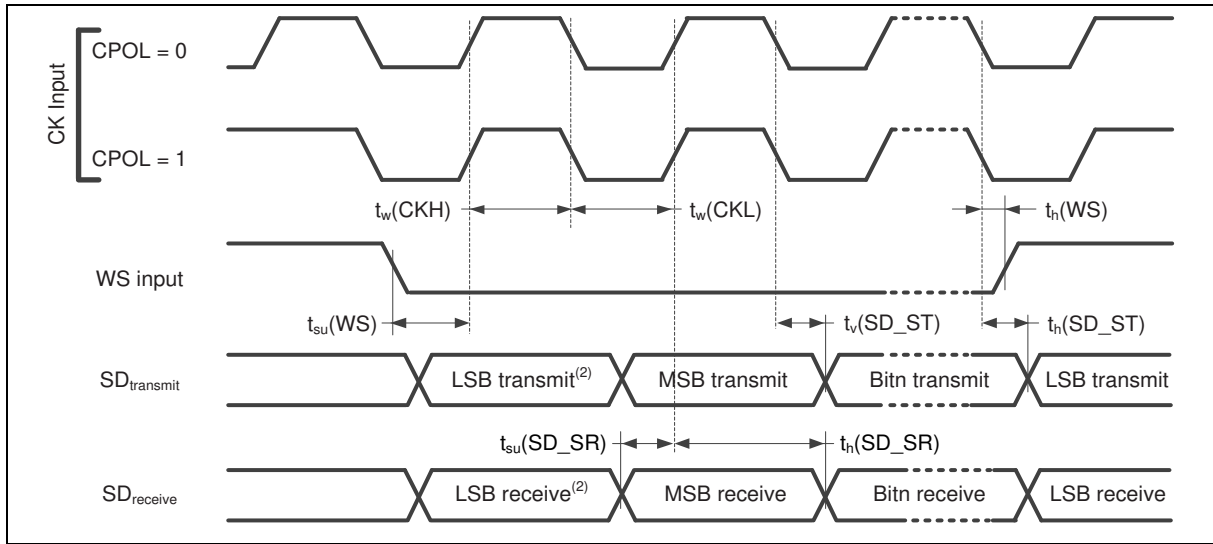 CK Input
CPOL = 0
CPOL = 1
tw(CKH)
tw(CKL)
th(WS)
WS input
tsu(WS)
tv(SD_ST)
th(SD_ST)
SDtransmit
LSB transmit(2)
MSB transmit
Bitn transmit
LSB transmit
tsu(SD_SR)
th(SD_SR)
SDreceive
LSB receive(2)
MSB receive
Bitn receive
LSB receive